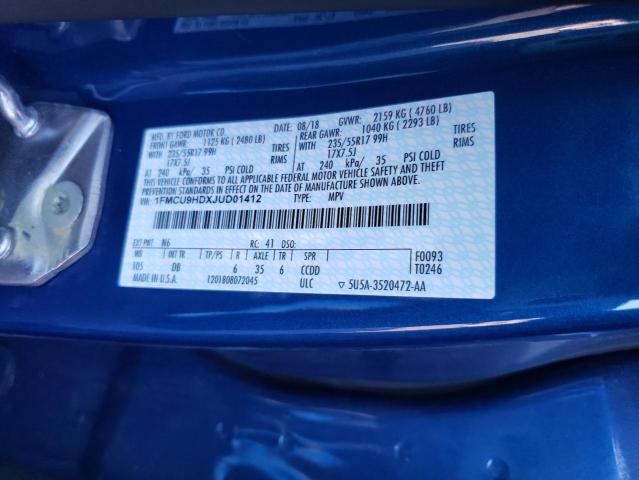 MFD. BY FORD MOTOR CO. DATE: 08/18 GVWR: 2159 KG ( 4760 LB)
FRONT GAWR: 1125 KG ( 2480 LB) REAR GAWR: 1040 KG ( 2293 LB)
WITH 235/55R17 99H TIRES WITH 235/55R17 99H TIRES
17X7.5J RIMS 17X7.5J RIMS
AT 240 kPa/ 35 PSI COLD AT 240 kPa/ 35 PSI COLD
THIS VEHICLE CONFORMS TO ALL APPLICABLE FEDERAL MOTOR VEHICLE
SAFETY STANDARDS IN EFFECT ON THE DATE OF MANUFACTURE SHOWN ABOVE.
VIN: 1FMCU9HDXJUD01412 TYPE: MPV
EXT PNT: N6 RC: 41 DSO: F0093
WB TP/PS R AXLE TR SPR T0246
105 DB 6 35 6 CCDD
MADE IN U.S.A. 1201808072045 ULC ▽ 5U5A-3520472-AA